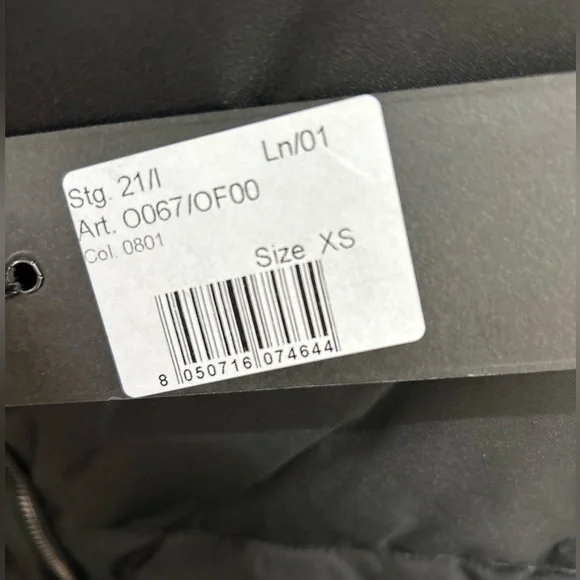 Ln/01
Stg. 21/I
Art. O067/OF00
Col. 0801
Size XS
8 050716 074644